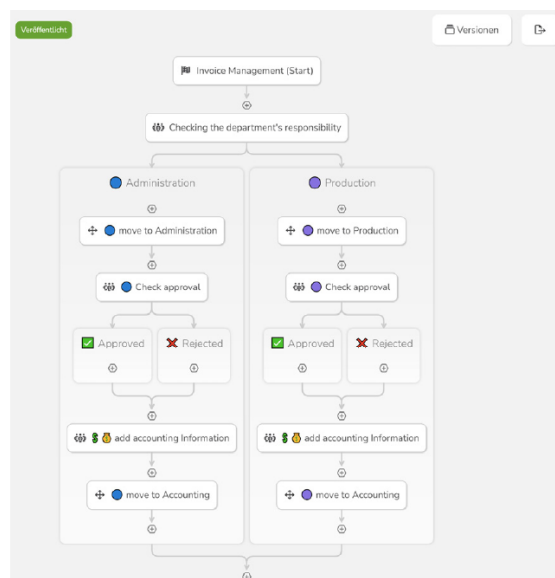 Veröffentlicht
Versionen
Invoice Management (Start)
Checking the department's responsibility
Administration
Production
move to Administration
move to Production
Check approval
Check approval
Approved
Rejected
Approved
Rejected
add accounting Information
add accounting Information
move to Accounting
move to Accounting